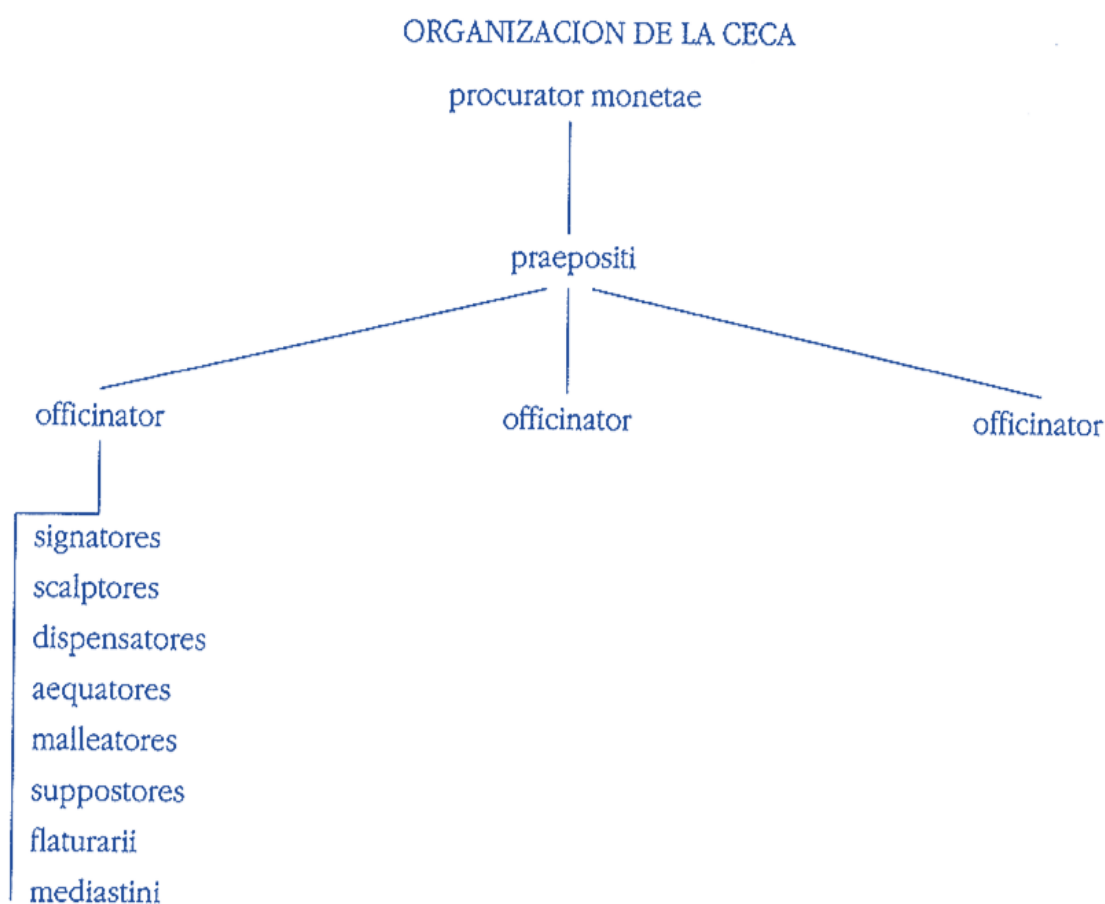 ORGANIZACION DE LA CECA
procurator monetae
praepositi
officinator
officinator
officinator
signatores
scalptores
dispensatores
aequatores
malleatores
suppostores
flaturarii
mediastini